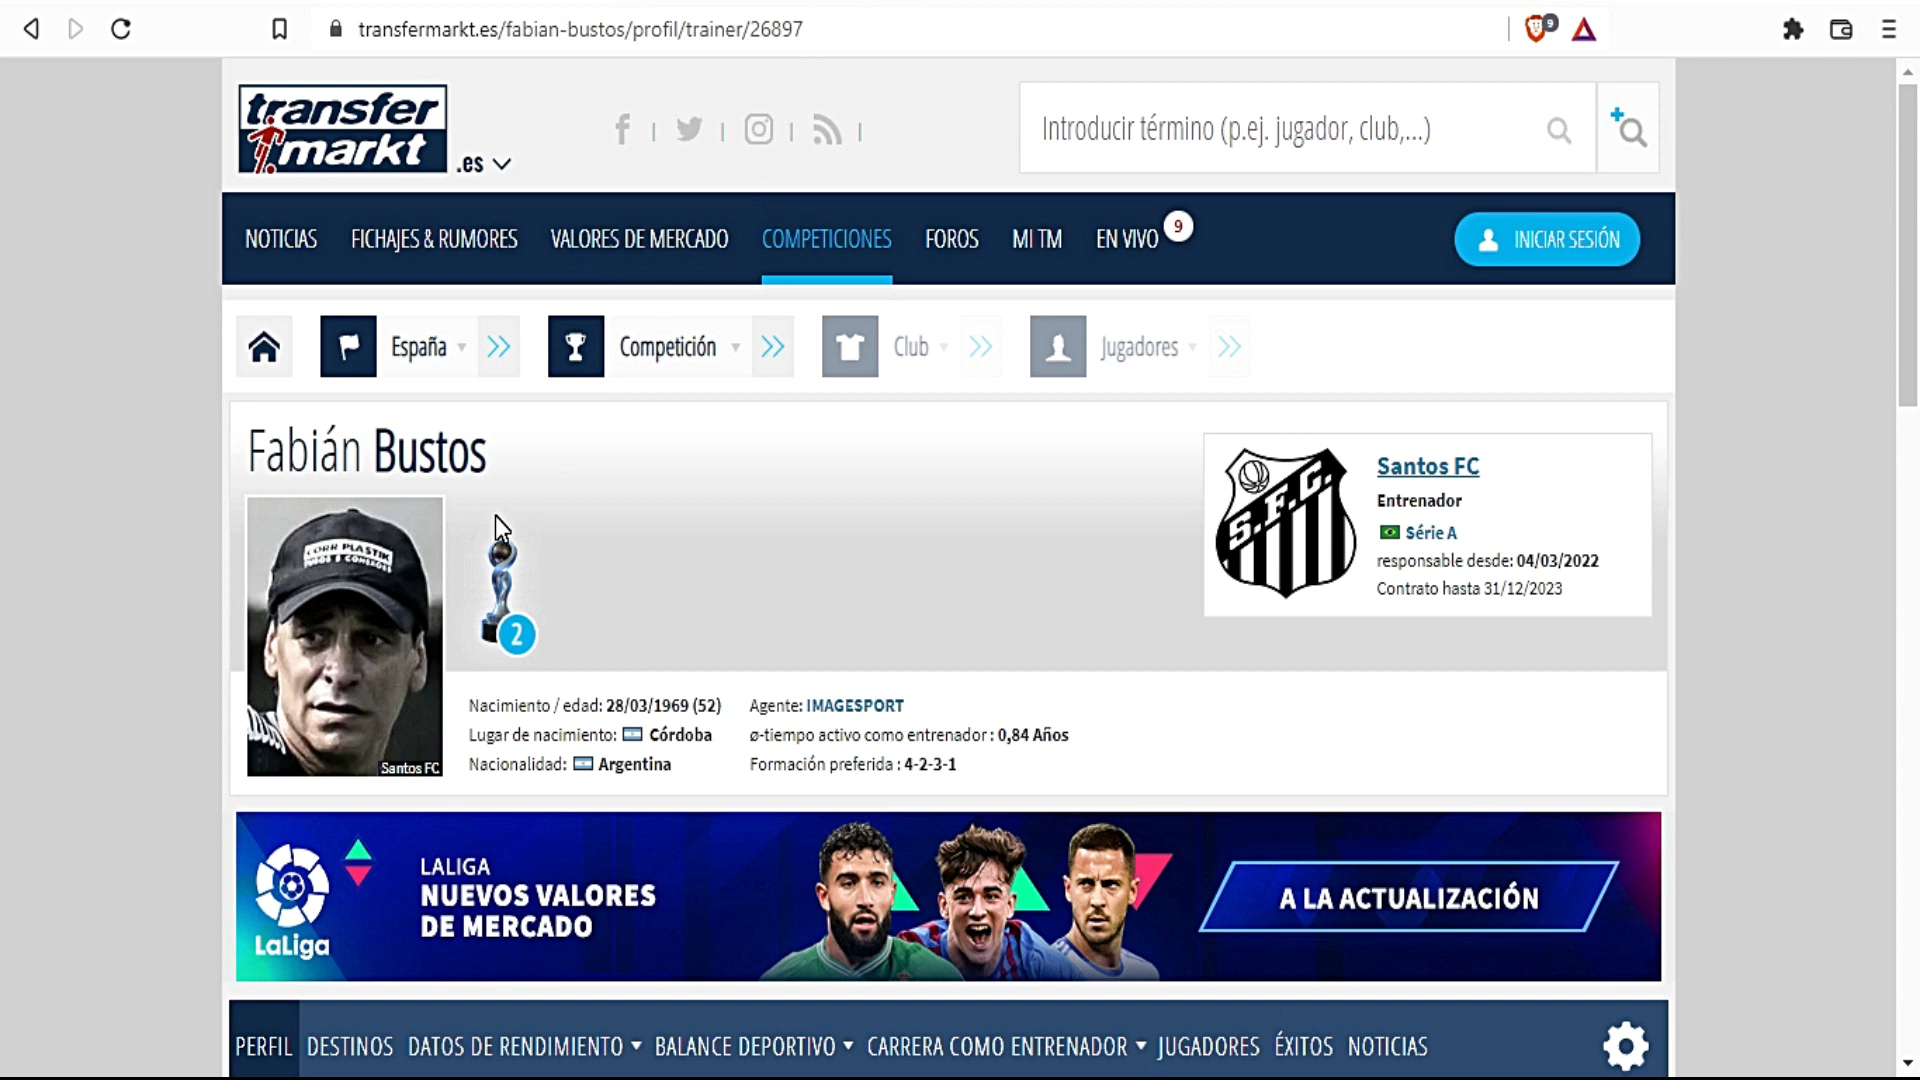 transfermarkt.es/fabian-bustos/profil/trainer/26897
9
transfer
markt
.es
Introducir término (p.ej. jugador, club,...)
NOTICIAS FICHAJES & RUMORES VALORES DE MERCADO COMPETICIONES FOROS MI TM EN VIVO 9 INICIAR SESIÓN
España Competición Club Jugadores
Fabián Bustos
Santos FC
Entrenador
Série A
responsable desde: 04/03/2022
Contrato hasta 31/12/2023
S.F.C.
CORR PLASTIK
TUBOS E CONEXÕES
2
Santos FC
Nacimiento / edad: 28/03/1969 (52) Agente: IMAGESPORT
Lugar de nacimiento: Córdoba ø-tiempo activo como entrenador : 0,84 Años
Nacionalidad: Argentina Formación preferida : 4-2-3-1
LaLiga
LALIGA
NUEVOS VALORES
DE MERCADO
A LA ACTUALIZACIÓN
PERFIL DESTINOS DATOS DE RENDIMIENTO BALANCE DEPORTIVO CARRERA COMO ENTRENADOR JUGADORES ÉXITOS NOTICIAS